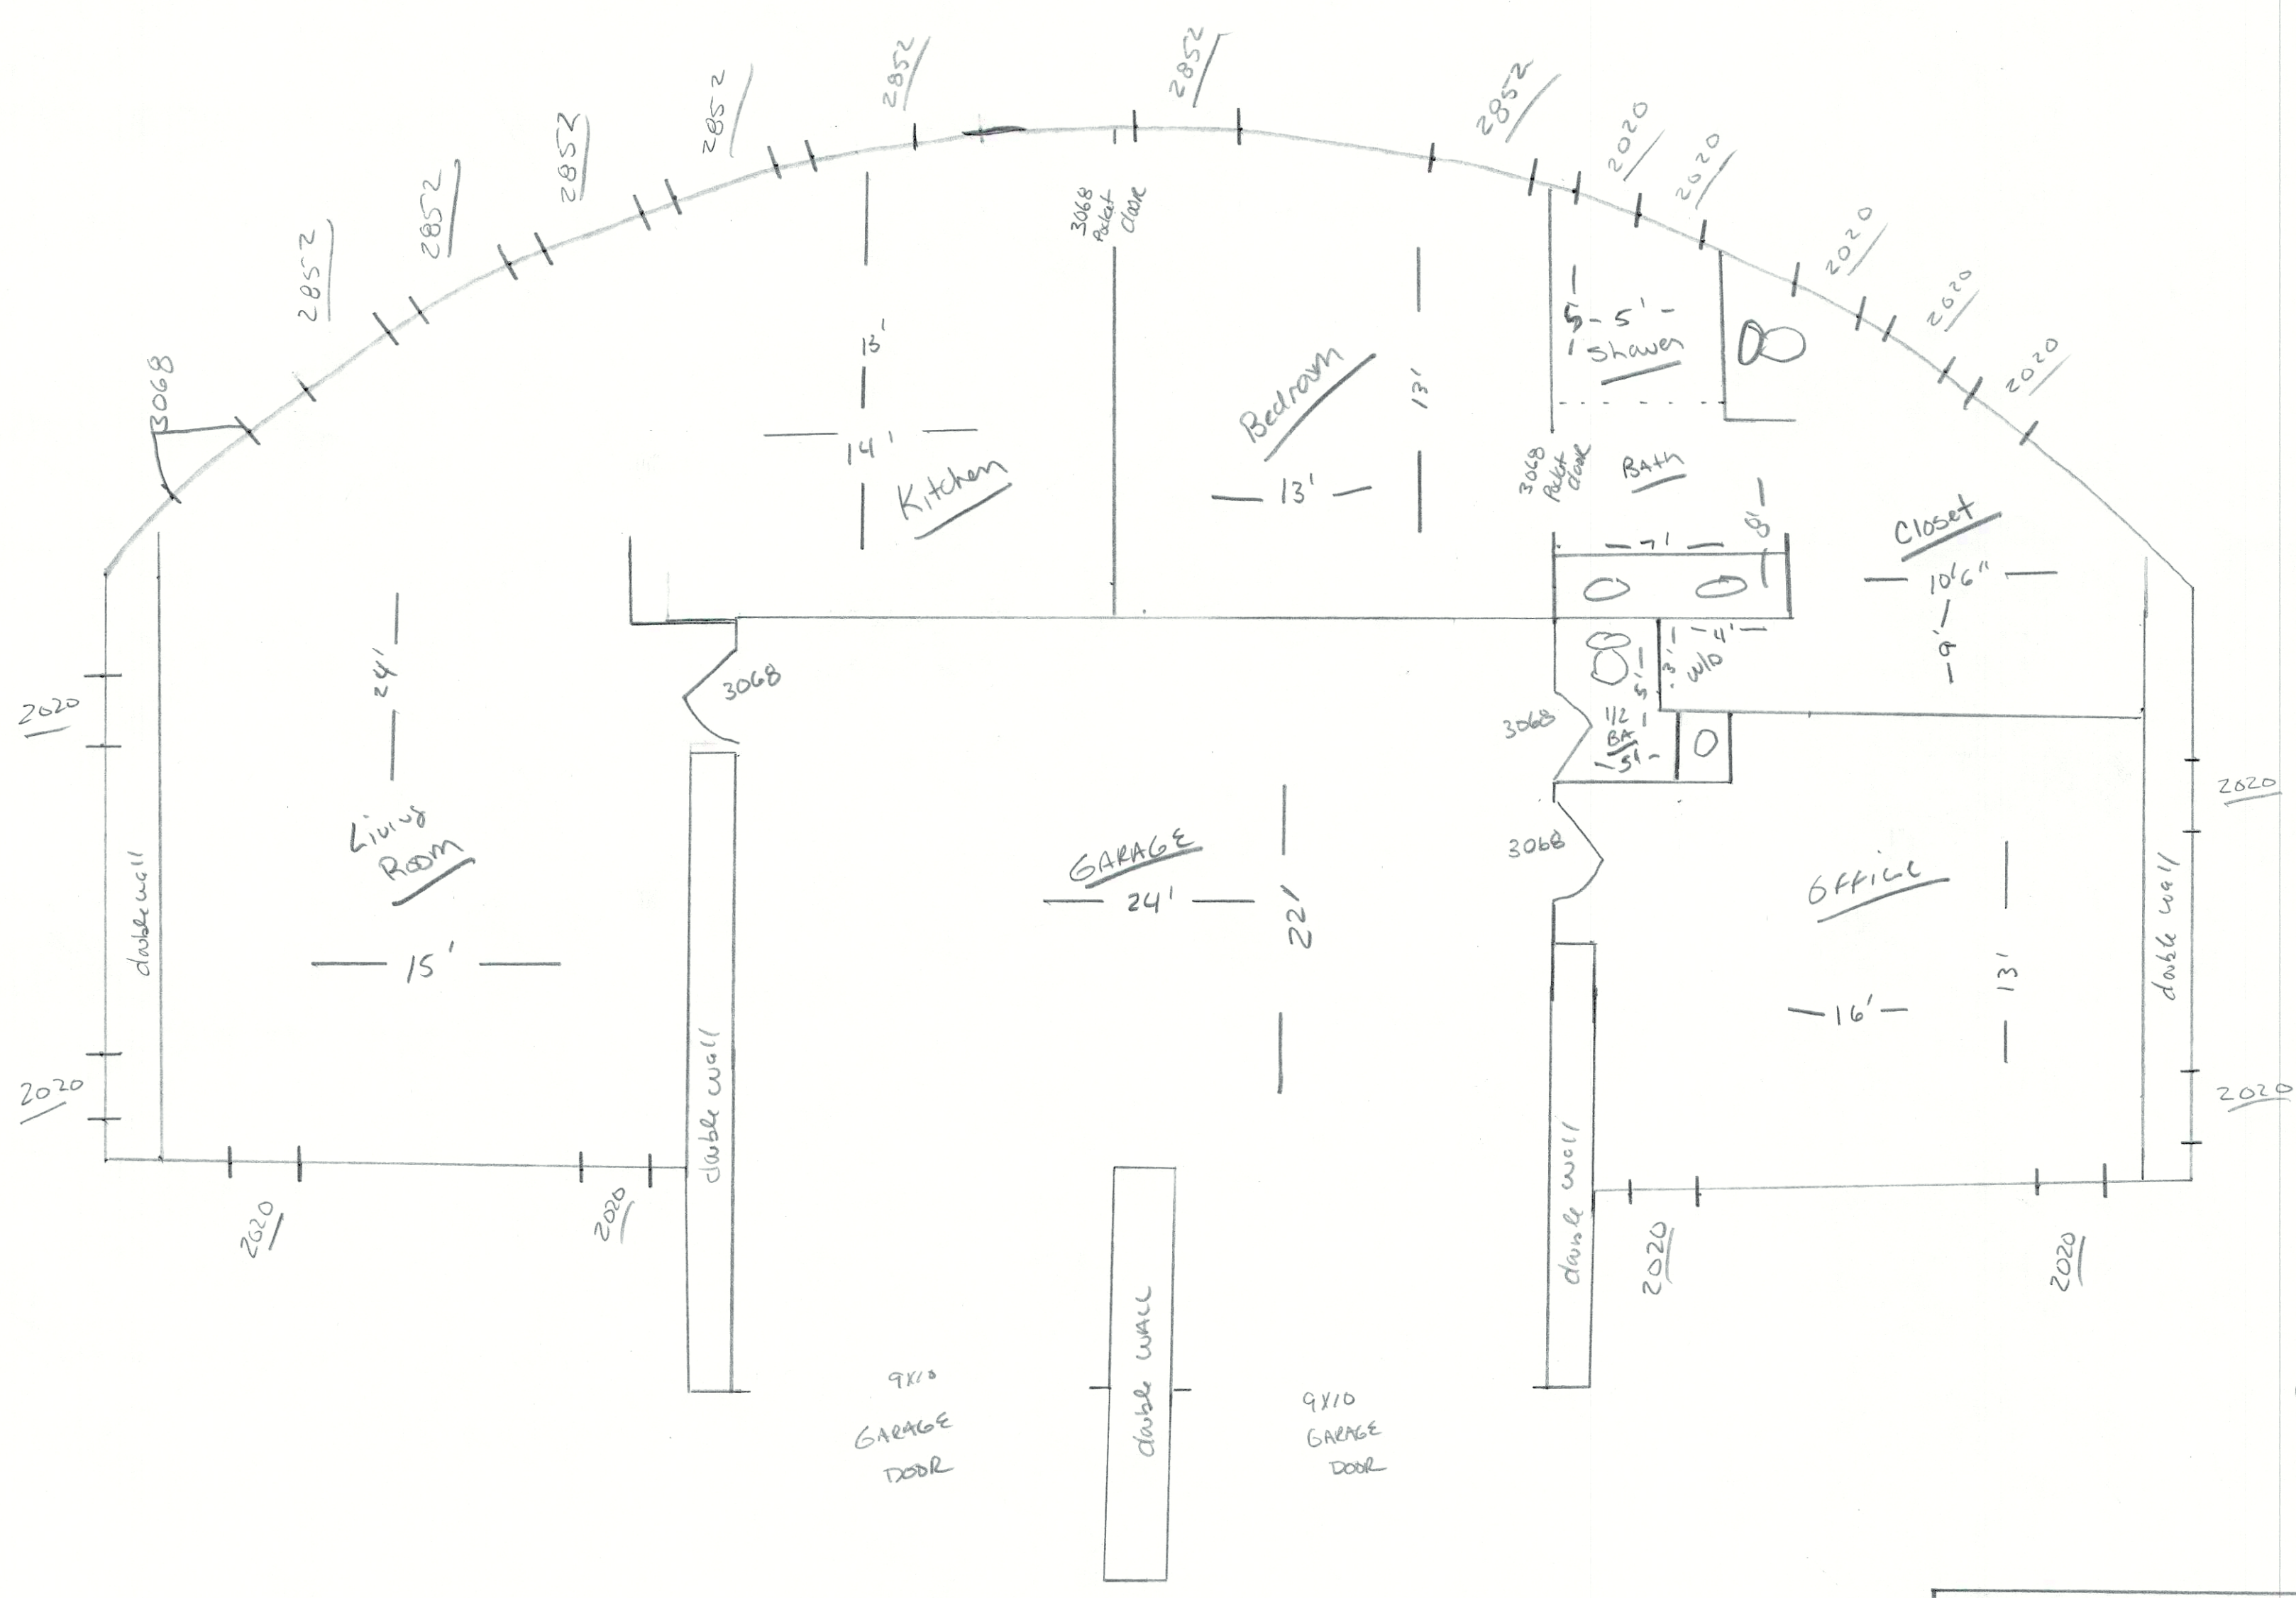 2852
2852
2852
2852
2852
2852
2852
2852
2020
2020
2020
2020
2020
3068
3068
Pocket
door
13'
14'
Kitchen
Bedroom
13'
13'
5'
5'
Shower
3068
Pocket
door
Bath
7'
8'
Closet
10'6"
9'
24'
Living
Room
15'
double wall
2020
2020
2020
2020
3068
double wall
GARAGE
24'
22'
3068
5'
1/2
BA
5'
3'
4'
W/D
3068
Office
16'
13'
double wall
2020
2020
double wall
2020
2020
double WALL
9X10
GARAGE
DOOR
9X10
GARAGE
DOOR